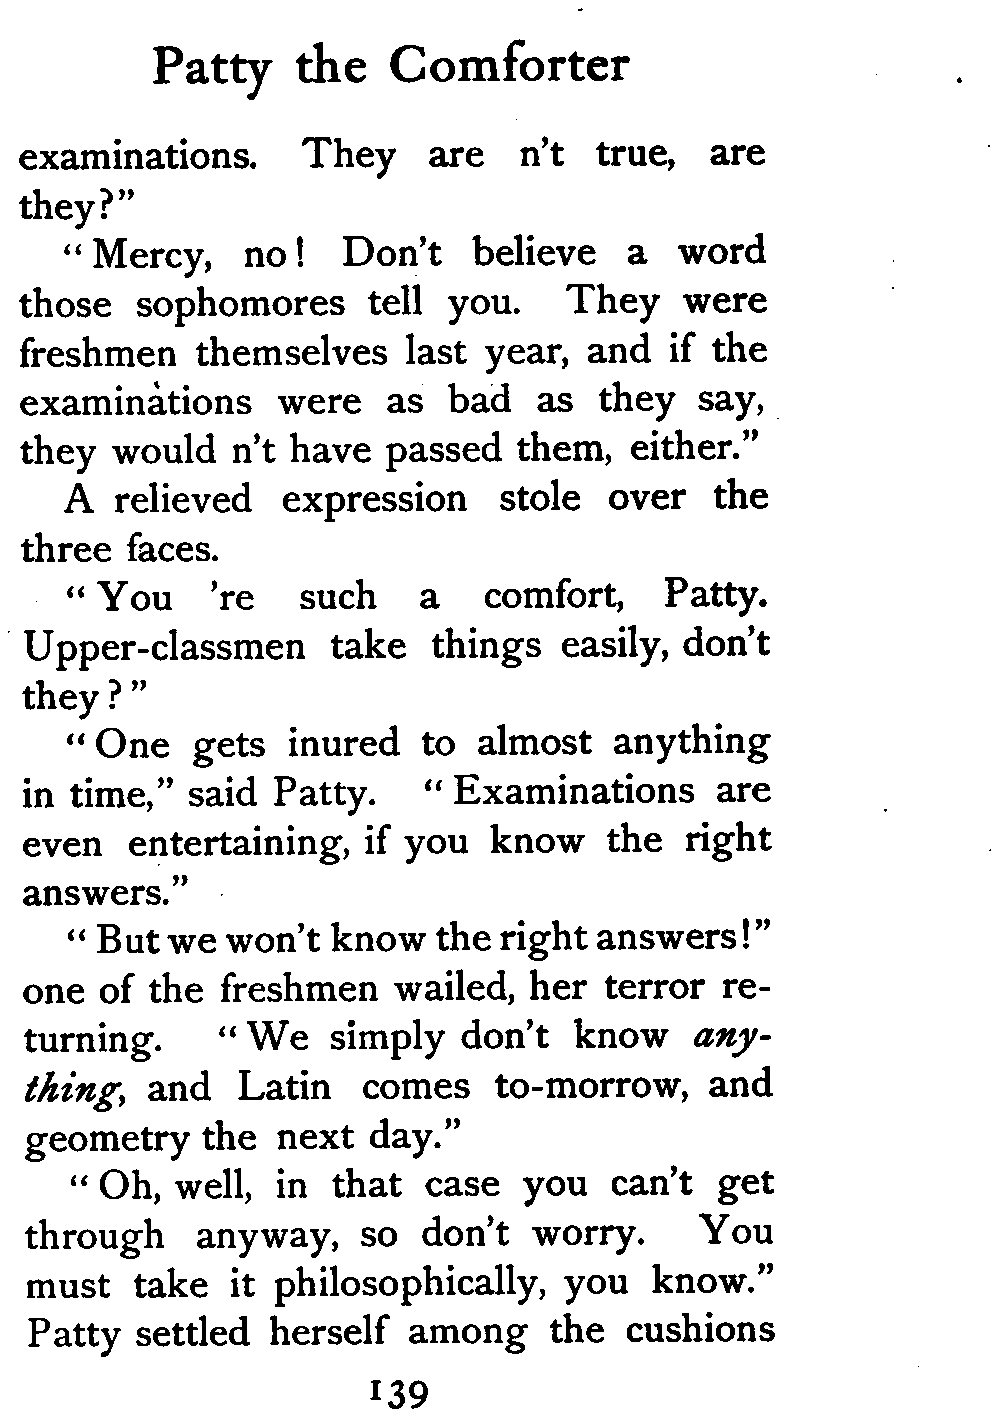 Patty the Comforter
examinations. They are n't true, are
they?"
"Mercy, no! Don't believe a word
those sophomores tell you. They were
freshmen themselves last year, and if the
examinations were as bad as they say,
they would n't have passed them, either."
A relieved expression stole over the
three faces.
"You 're such a comfort, Patty.
Upper-classmen take things easily, don't
they?"
"One gets inured to almost anything
in time," said Patty. "Examinations are
even entertaining, if you know the right
answers."
"But we won't know the right answers!"
one of the freshmen wailed, her terror re-
turning. "We simply don't know any-
thing, and Latin comes to-morrow, and
geometry the next day."
"Oh, well, in that case you can't get
through anyway, so don't worry. You
must take it philosophically, you know."
Patty settled herself among the cushions
139